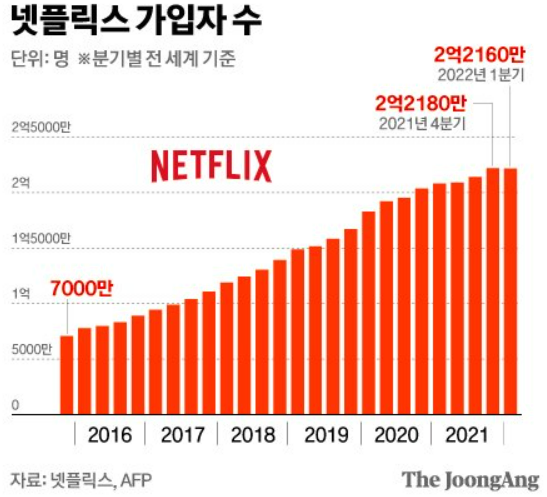 넷플릭스 가입자 수
단위: 명 ※분기별 전 세계 기준
2억2160만
2022년 1분기
2억2180만
2021년 4분기
2억5000만
NETFLIX
2억
1억5000만
7000만
1억
5000만
0
2016 2017 2018 2019 2020 2021
자료: 넷플릭스, AFP
The JoongAng